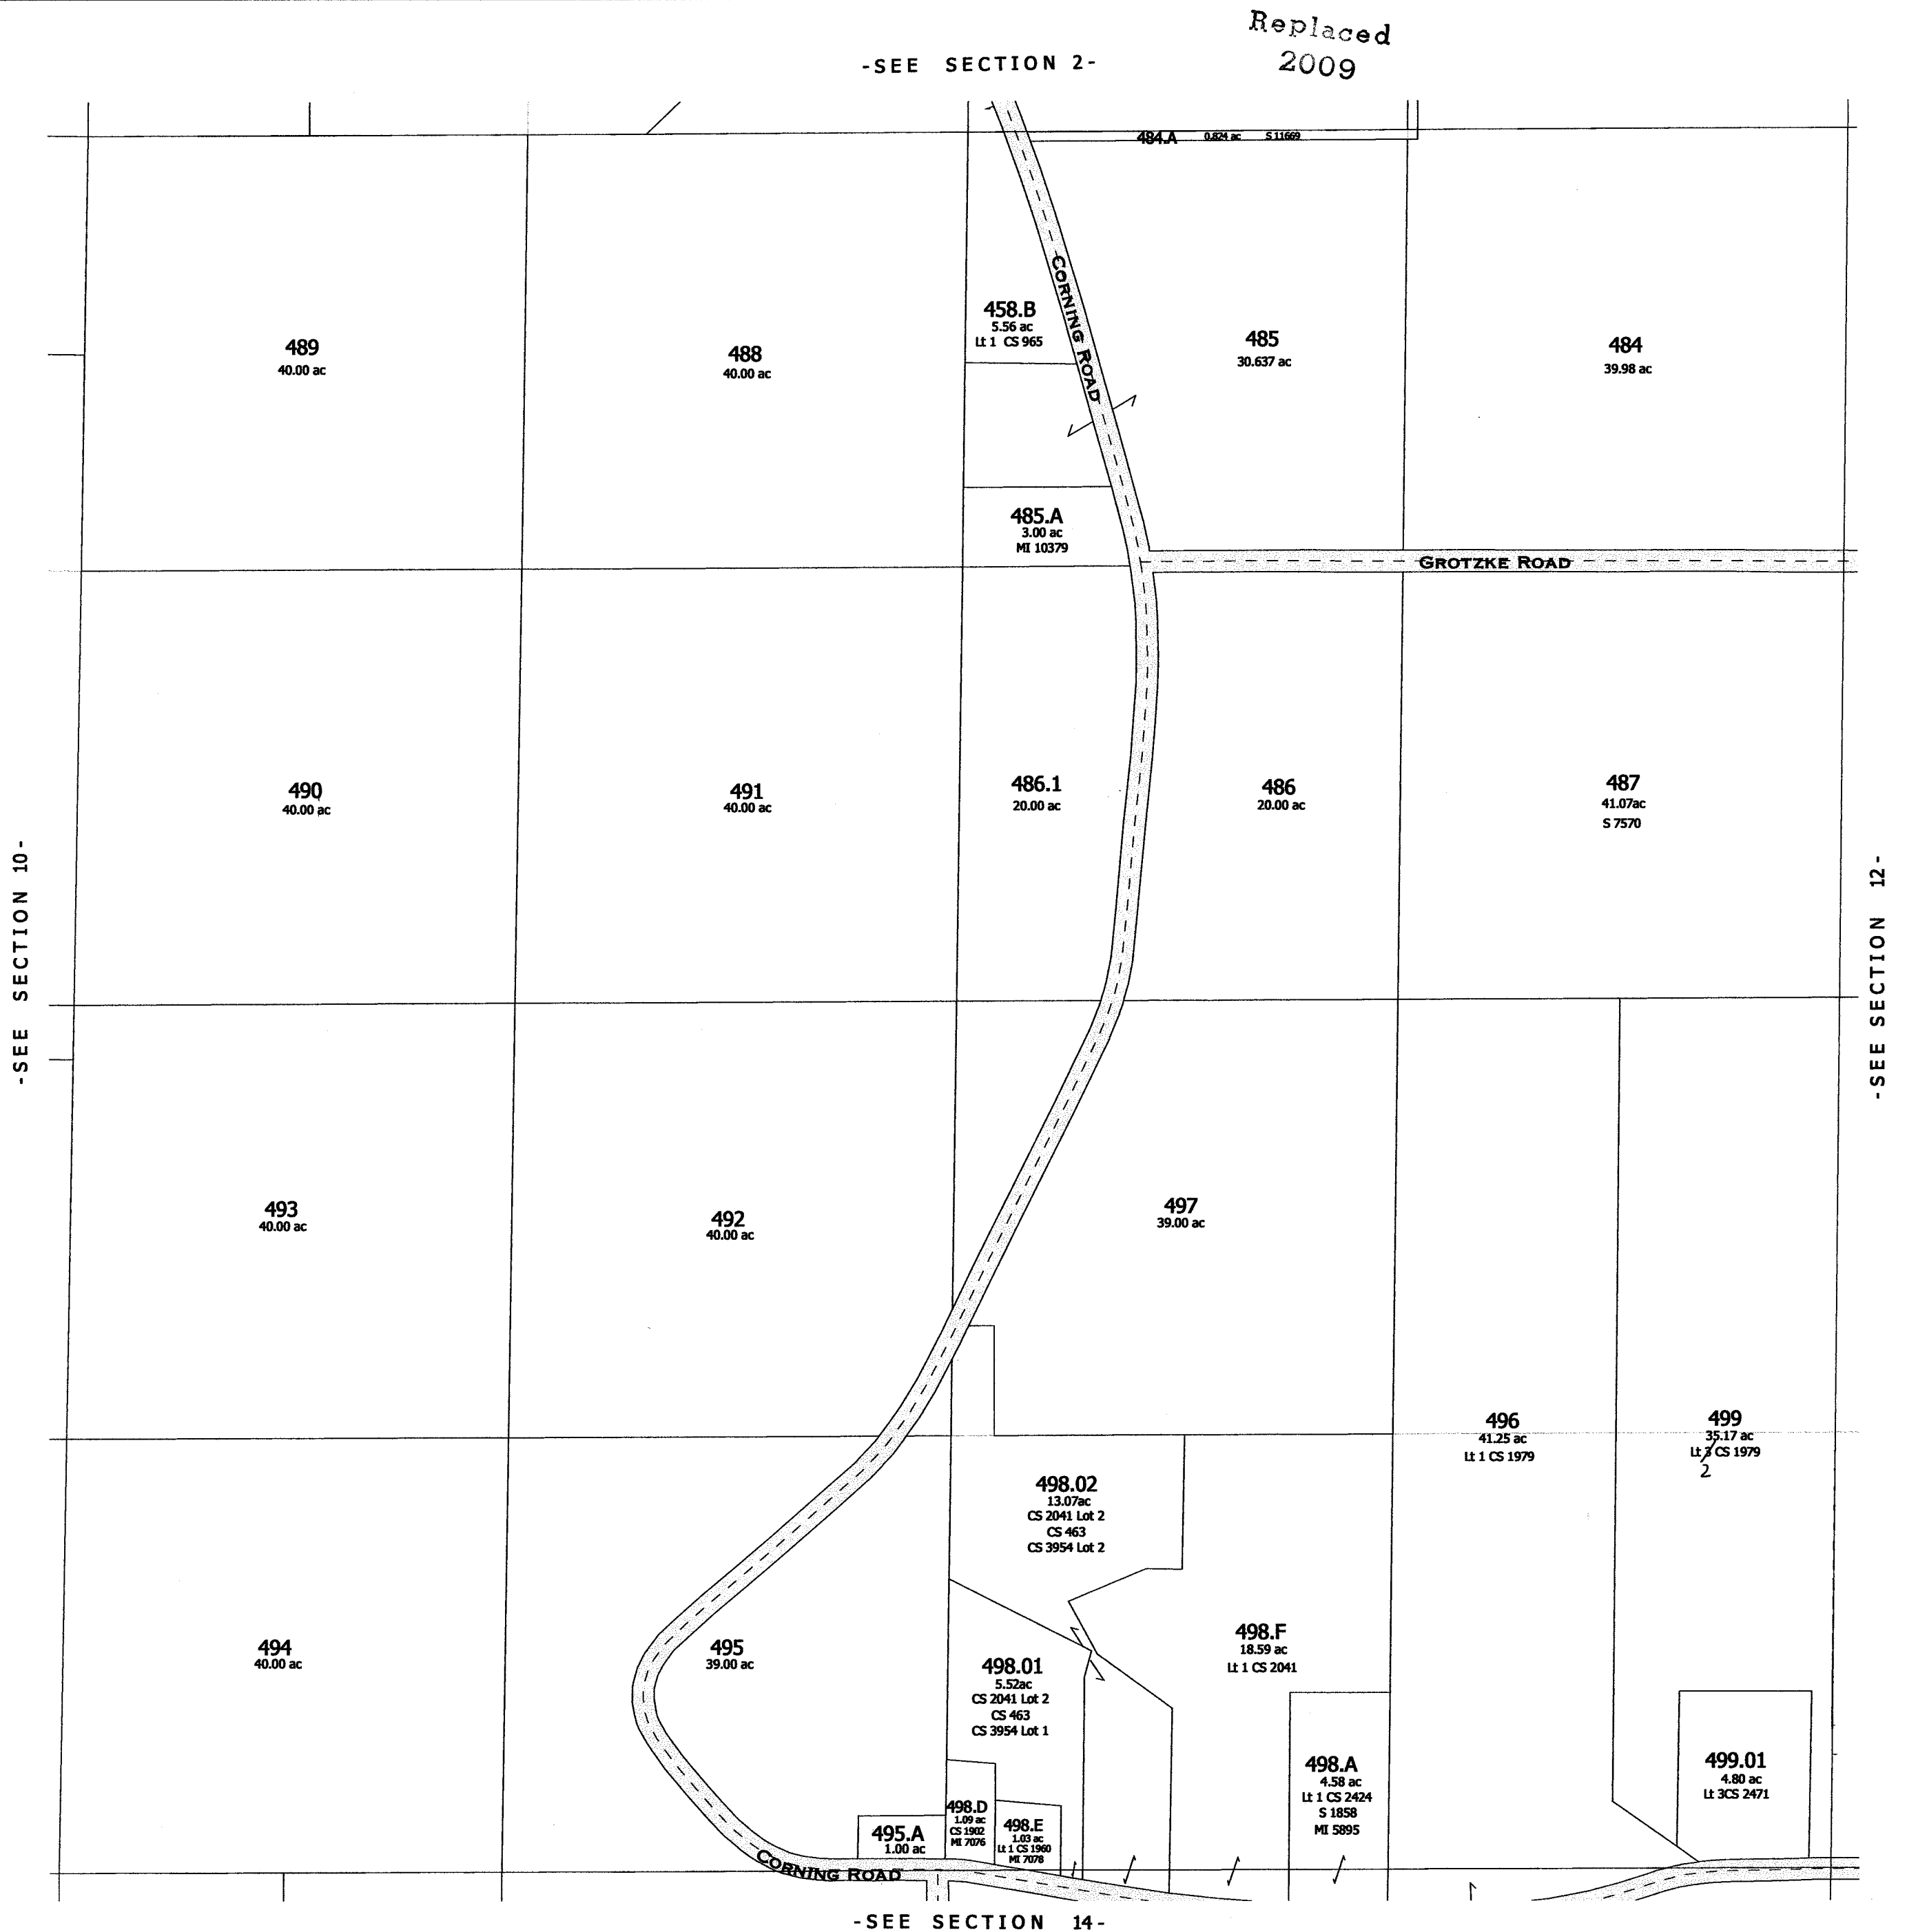 Replaced
2009
-SEE SECTION 2-
484.A 0.824 ac S 11669
CORNING ROAD
458.B
5.56 ac
Lt 1 CS 965
489
40.00 ac
488
40.00 ac
485
30.637 ac
484
39.98 ac
485.A
3.00 ac
MI 10379
GROTZKE ROAD
490
40.00 ac
491
40.00 ac
486.1
20.00 ac
486
20.00 ac
487
41.07ac
S 7570
-SEE SECTION 10-
-SEE SECTION 12-
493
40.00 ac
492
40.00 ac
497
39.00 ac
496
41.25 ac
Lt 1 CS 1979
499
35.17 ac
Lt 3 CS 1979
2
498.02
13.07ac
CS 2041 Lot 2
CS 463
CS 3954 Lot 2
494
40.00 ac
495
39.00 ac
498.01
5.52ac
CS 2041 Lot 2
CS 463
CS 3954 Lot 1
498.F
18.59 ac
Lt 1 CS 2041
498.A
4.58 ac
Lt 1 CS 2424
S 1858
MI 5895
499.01
4.80 ac
Lt 3CS 2471
495.A
1.00 ac
498.D
1.09 ac
CS 1902
MI 7076
498.E
1.03 ac
Lt 1 CS 1960
MI 7078
CORNING ROAD
-SEE SECTION 14-